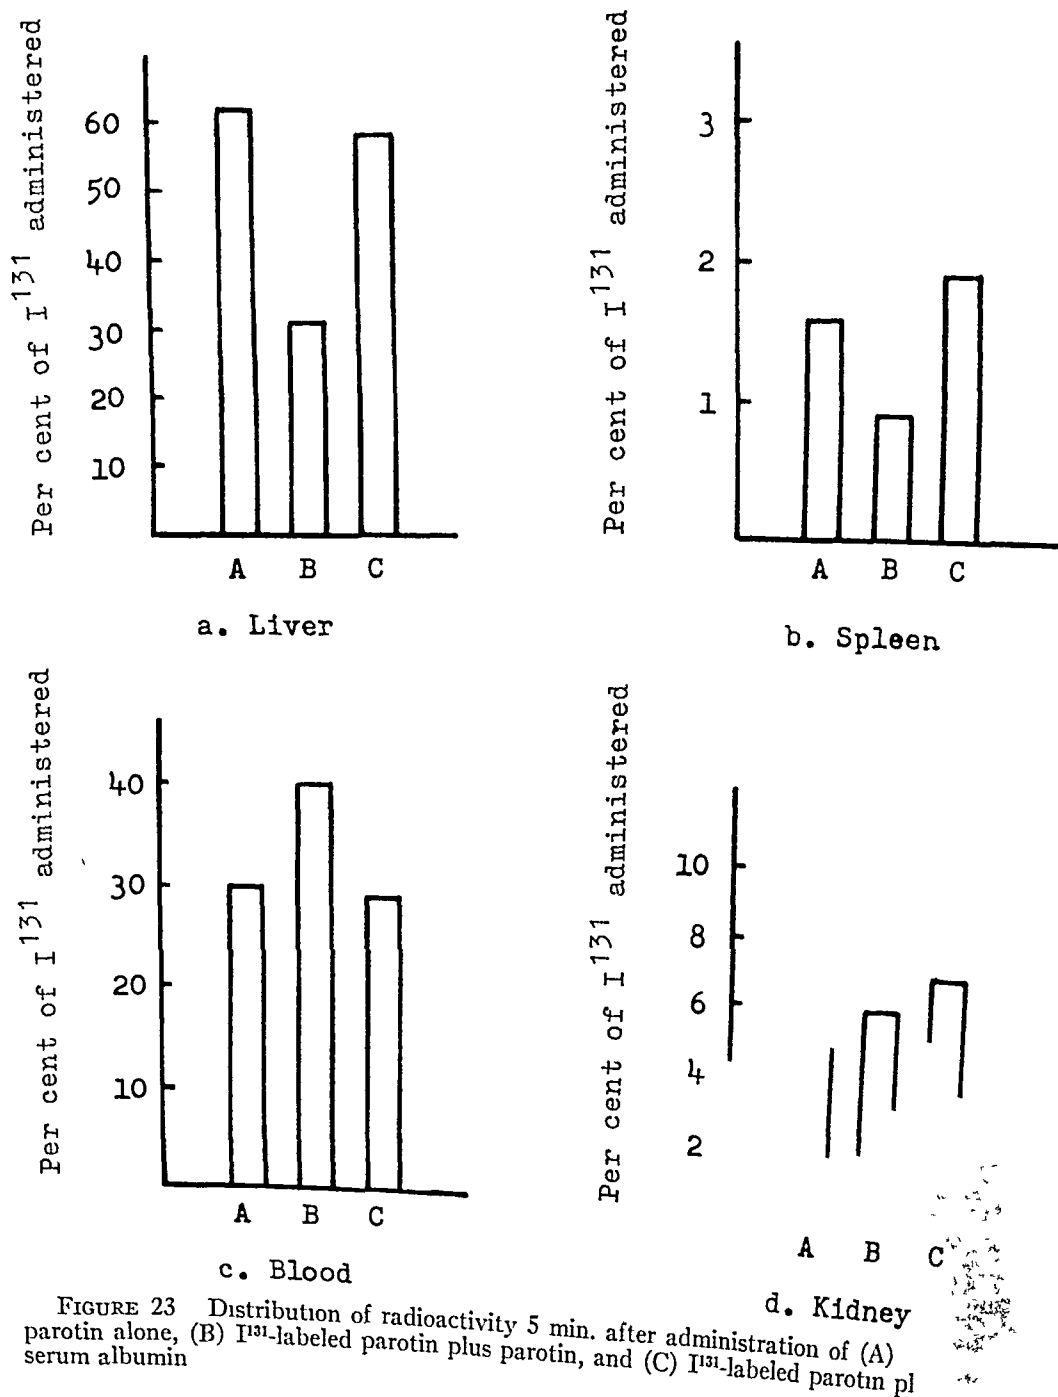 Per cent of I131 administered
60
50
40
30
20
10
A B C
a. Liver
Per cent of I131 administered
3
2
1
A B C
b. Spleen
Per cent of I131 administered
40
30
20
10
A B C
c. Blood
Per cent of I131 administered
10
8
6
4
2
A B C
d. Kidney
FIGURE 23 Distribution of radioactivity 5 min. after administration of (A)
parotin alone, (B) I131-labeled parotin plus parotin, and (C) I131-labeled parotin pl
serum albumin